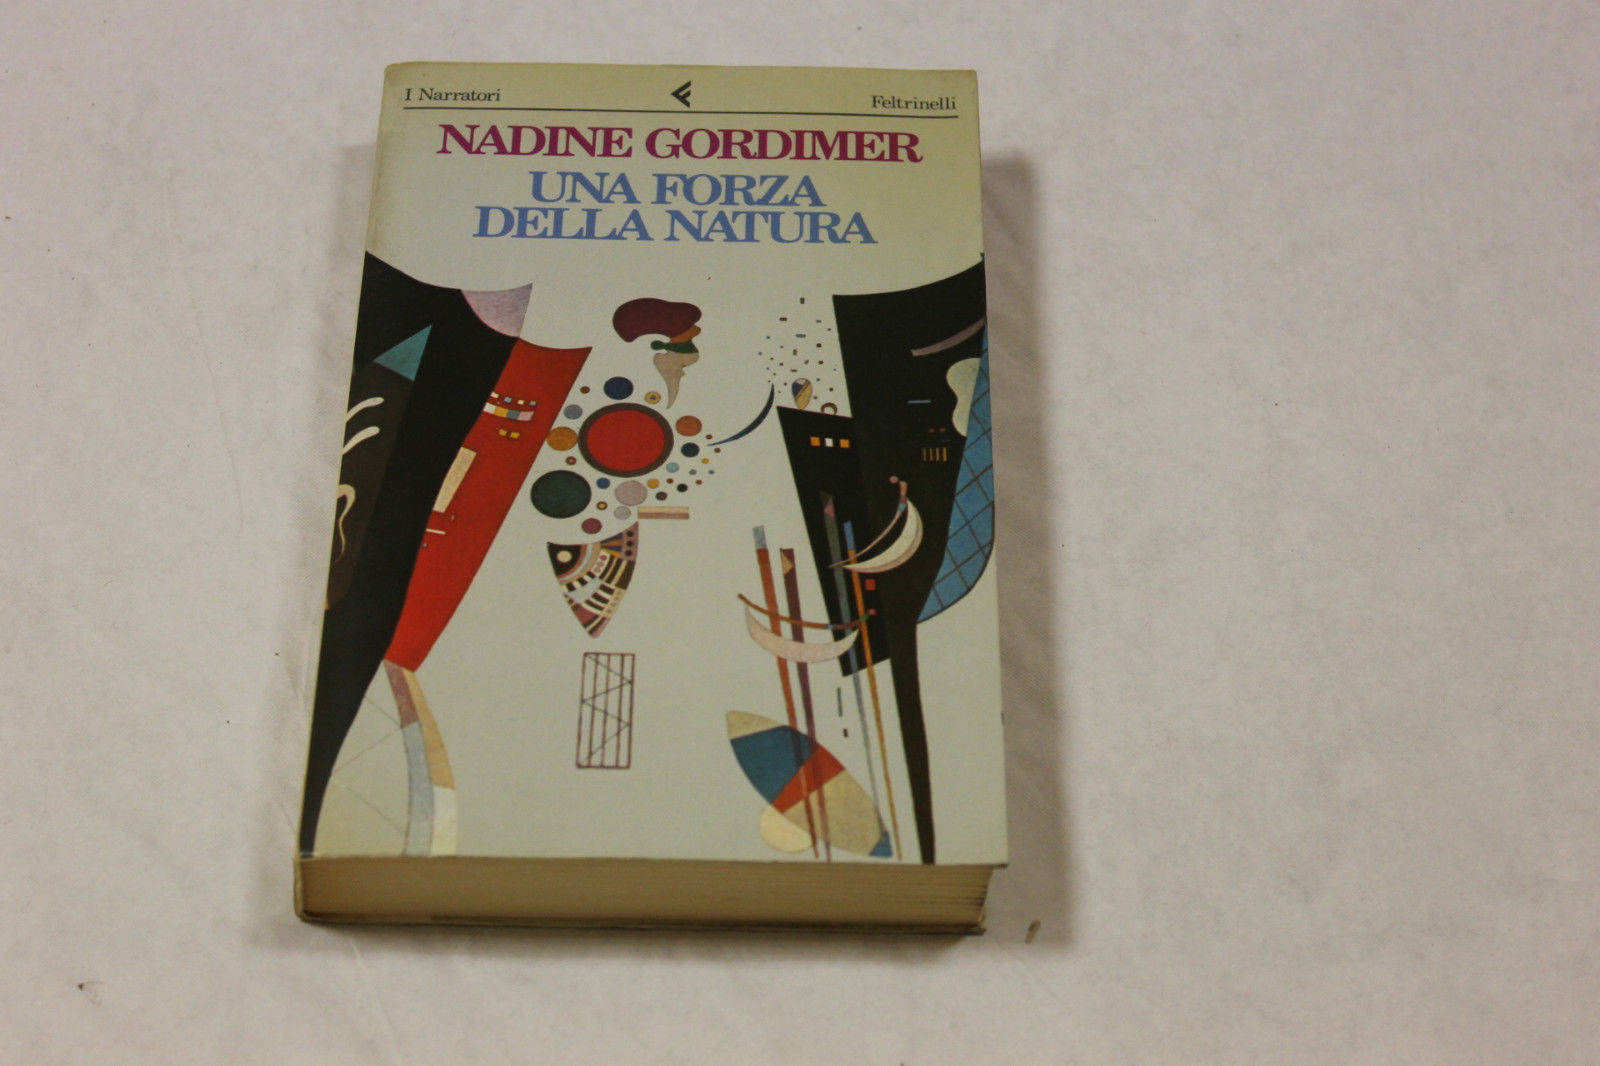 I Narratori
Feltrinelli
NADINE GORDIMER
UNA FORZA
DELLA NATURA